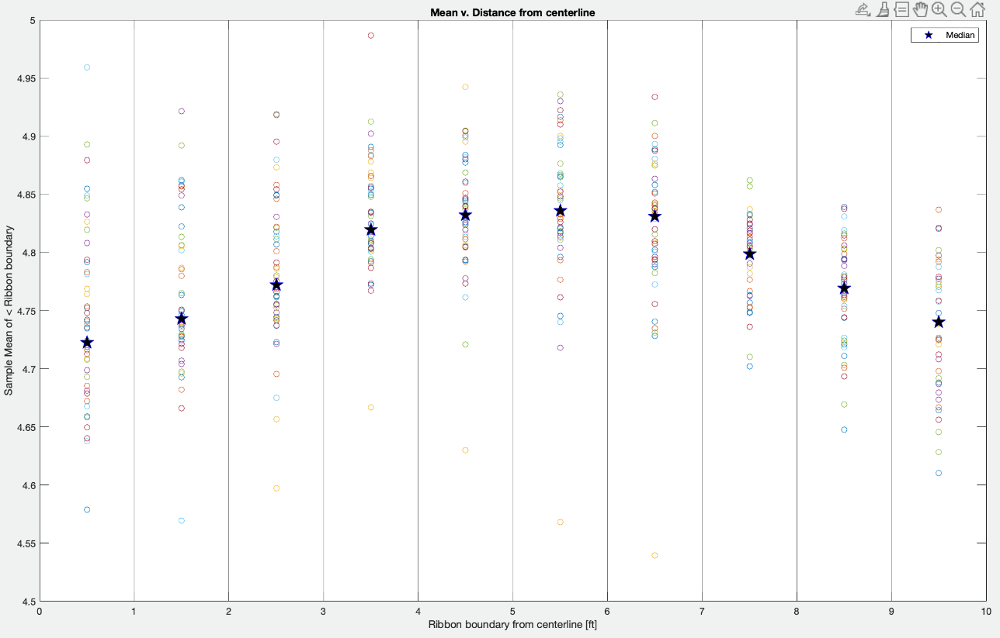 Mean v. Distance from centerline
Median
5
4.95
4.9
4.85
4.8
4.75
4.7
4.65
4.6
4.55
4.5
Sample Mean of < Ribbon boundary
0 1 2 3 4 5 6 7 8 9 10
Ribbon boundary from centerline [ft]